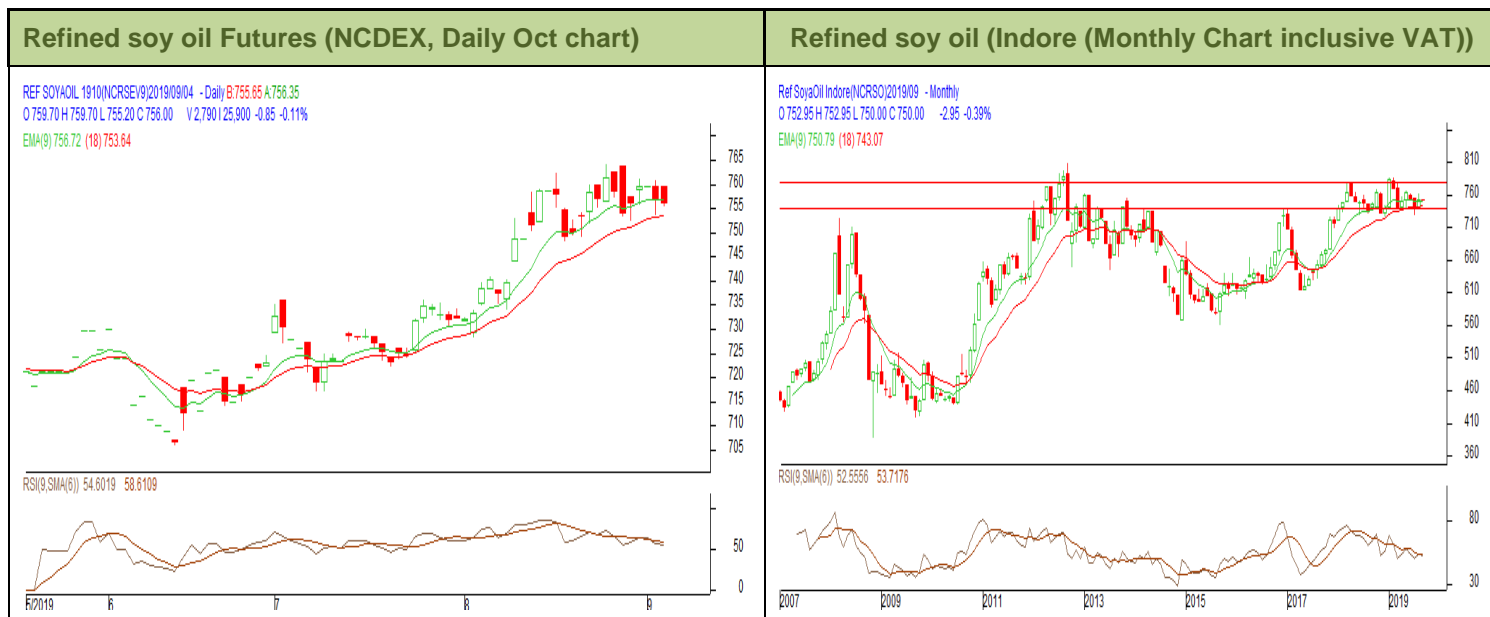 Refined soy oil Futures (NCDEX, Daily Oct chart)
REF SOYAOIL 1910(NCRSEV9)2019/09/04 - Daily B:755.65 A:756.35
O 759.70 H 759.70 L 755.20 C 756.00 V 2,790 I 25,900 -0.85 -0.11%
EMA(9) 756.72 (18) 753.64
765
760
755
750
745
740
735
730
725
720
715
710
705
RSI(9,SMA(6)) 54.6019 58.6109
50
0
5/2019 6 7 8 9
Refined soy oil (Indore (Monthly Chart inclusive VAT))
Ref SoyaOil Indore(NCRSO)2019/09 - Monthly
O 752.95 H 752.95 L 750.00 C 750.00 -2.95 -0.39%
EMA(9) 750.79 (18) 743.07
810
760
710
660
610
560
510
460
410
360
RSI(9,SMA(6)) 52.5556 53.7176
80
30
2007 2009 2011 2013 2015 2017 2019